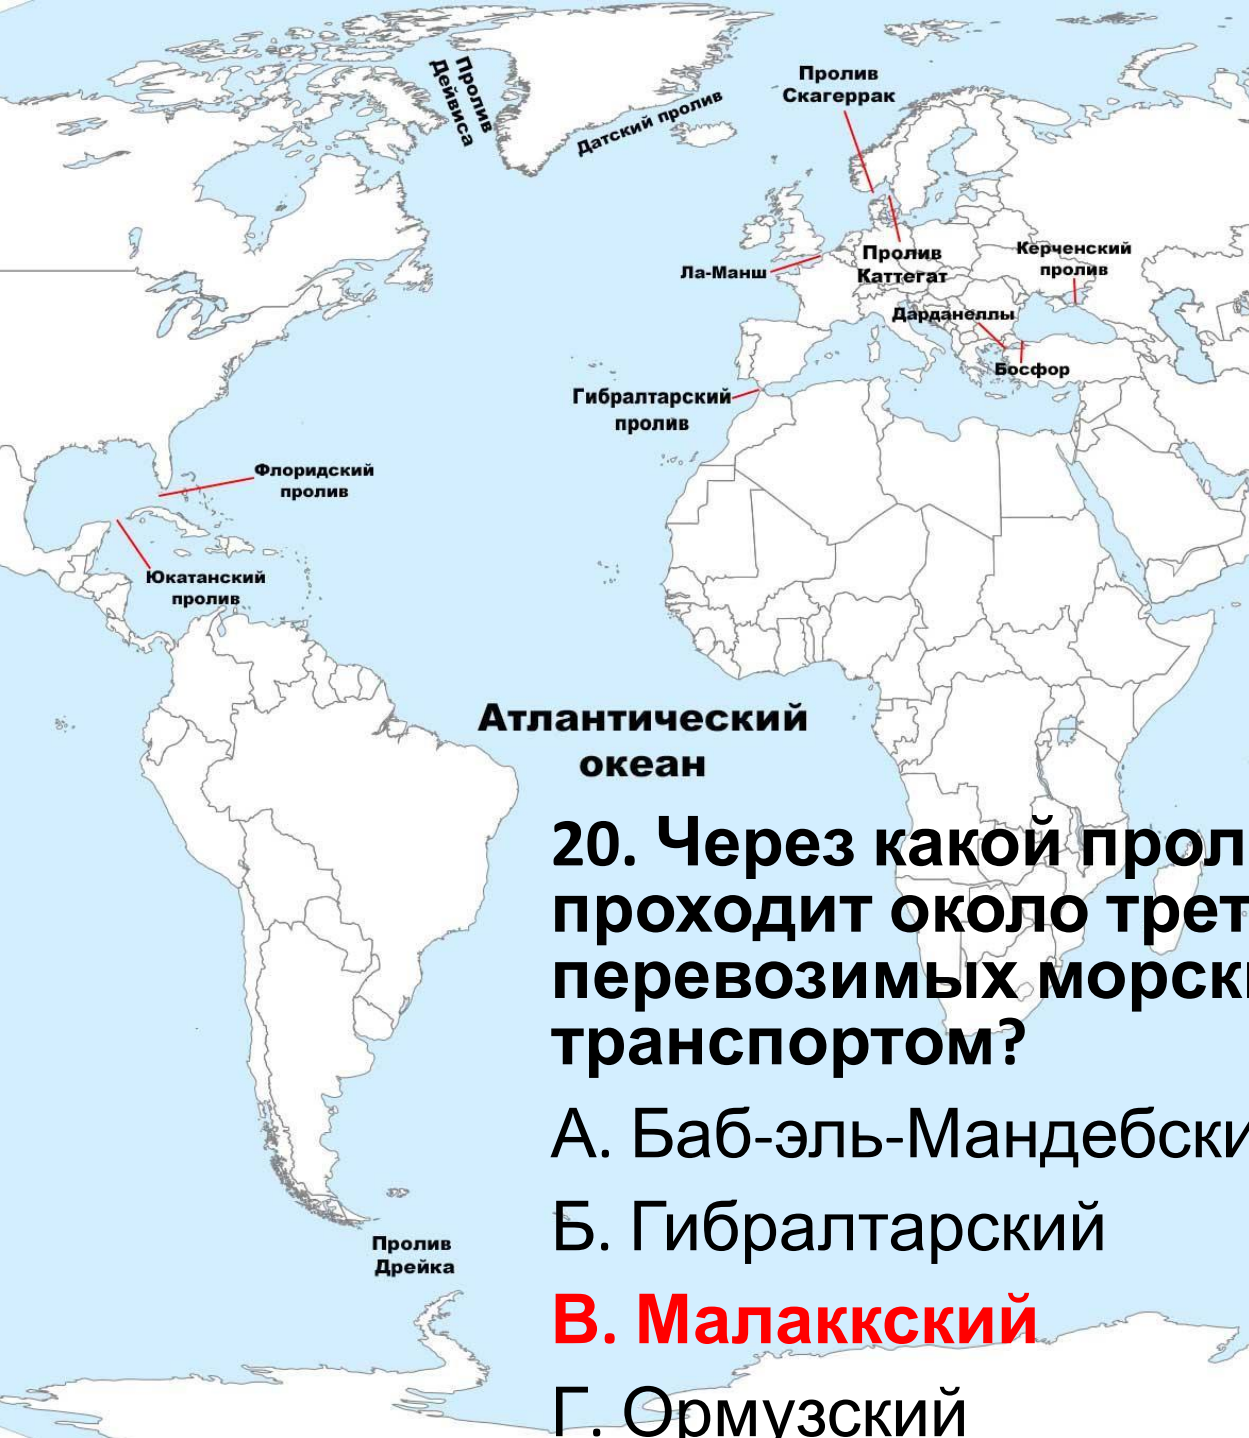 Пролив
Дейвиса
Датский пролив
Пролив
Скагеррак
Ла-Манш
Пролив
Каттегат
Керченский
пролив
Дарданеллы
Босфор
Гибралтарский
пролив
Флоридский
пролив
Юкатанский
пролив
Атлантический
океан
20. Через какой прол
проходит около трет
перевозимых морски
транспортом?
А. Баб-эль-Мандебски
Б. Гибралтарский
В. Малаккский
Г. Ормузский
Пролив
Дрейка